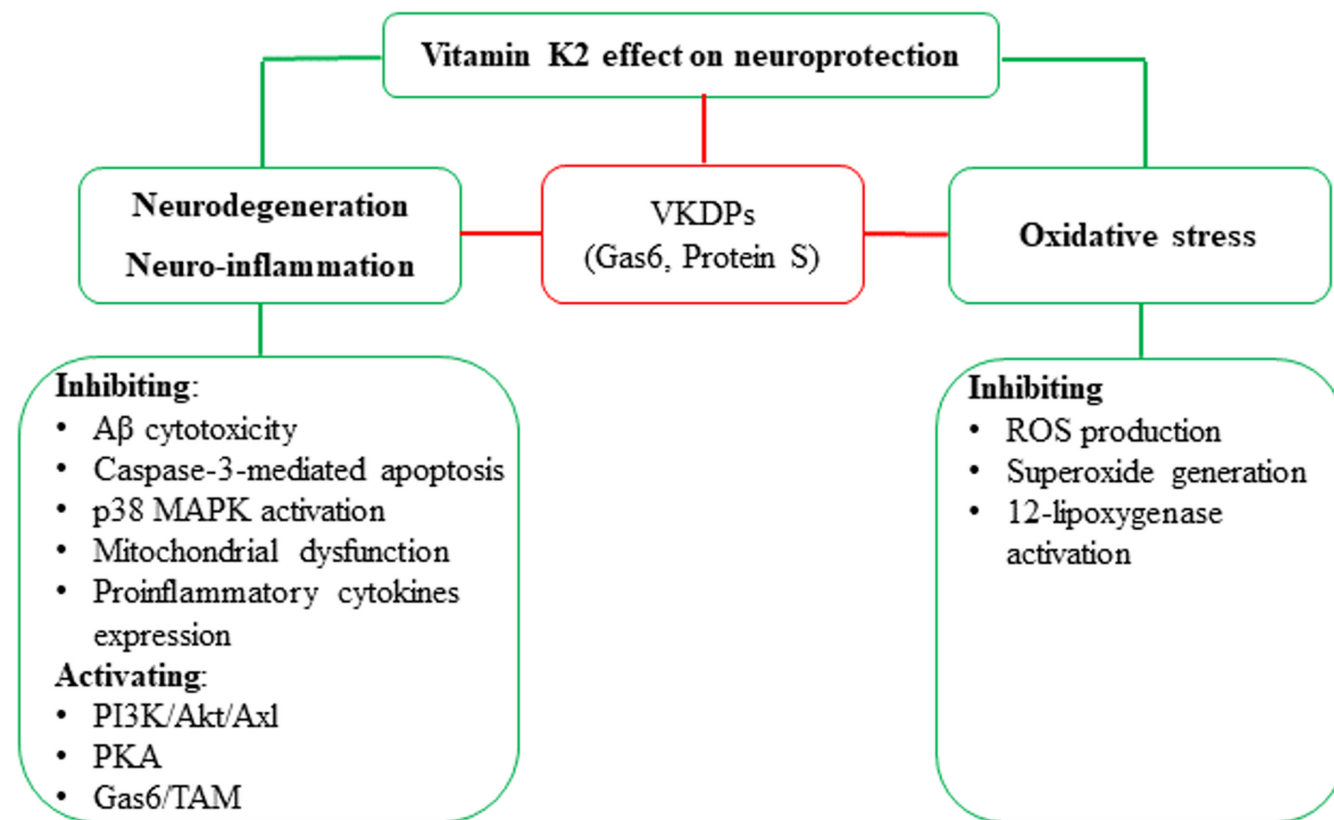 Vitamin K2 effect on neuroprotection
Neurodegeneration
Neuro-inflammation
VKDPs
(Gas6, Protein S)
Oxidative stress
Inhibiting:
• Aβ cytotoxicity
• Caspase-3-mediated apoptosis
• p38 MAPK activation
• Mitochondrial dysfunction
• Proinflammatory cytokines
expression
Activating:
• PI3K/Akt/Axl
• PKA
• Gas6/TAM
Inhibiting
• ROS production
• Superoxide generation
• 12-lipoxygenase
activation